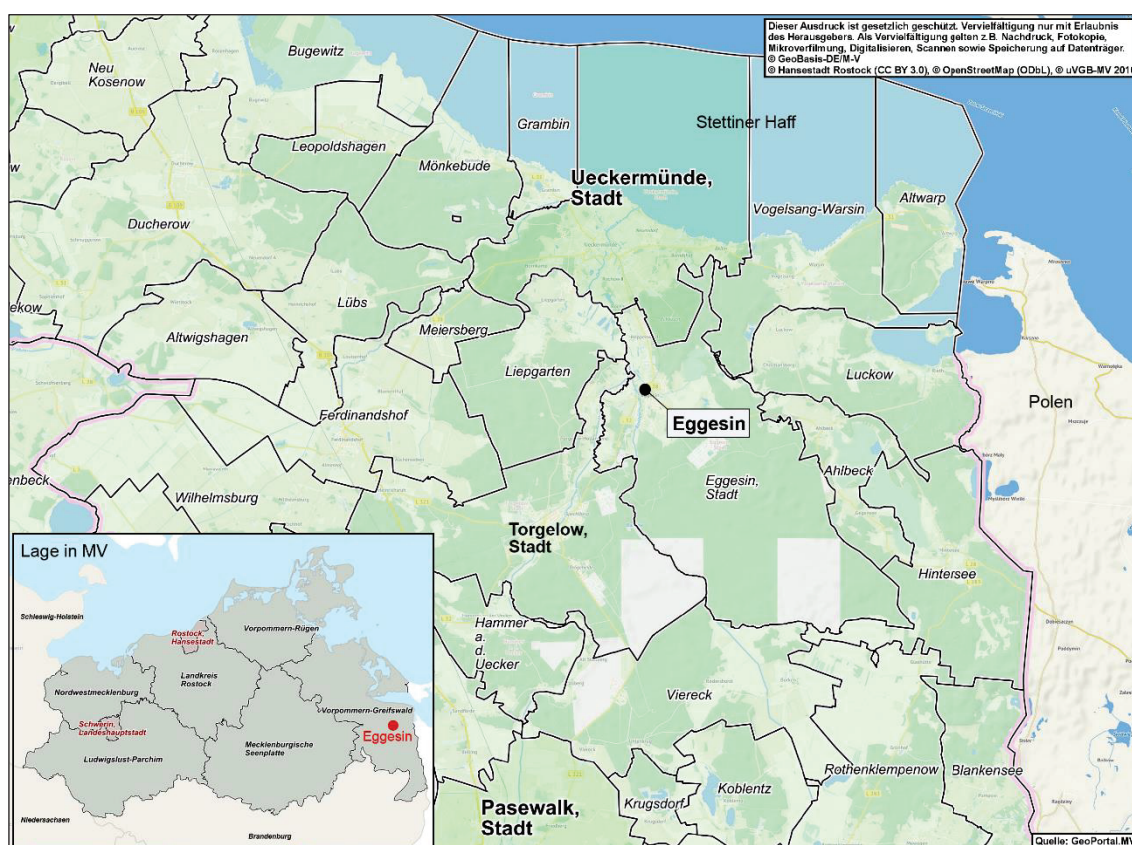 Dieser Ausdruck ist gesetzlich geschützt. Vervielfältigung nur mit Erlaubnis
des Herausgebers. Als Vervielfältigung gelten z.B. Nachdruck, Fotokopie,
Mikroverfilmung, Digitalisieren, Scannen sowie Speicherung auf Datenträger.
© GeoBasis-DE/M-V
© Hansestadt Rostock (CC BY 3.0), © OpenStreetMap (ODbL), © uVGB-MV 2016
Bugewitz
Neu
Kosenow
Grambin
Stettiner Haff
Leopoldshagen
Mönkebude
Ueckermünde,
Stadt
Altwarp
Vogelsang-Warsin
Ducherow
Lübs
Meiersberg
Altwigshagen
Liepgarten
Luckow
Polen
Ferdinandshof
Eggesin
Ahlbeck
Eggesin,
Stadt
Wilhelmsburg
Torgelow,
Stadt
Hintersee
Hammer
a.
d.
Uecker
Viereck
Rothenklempenow
Blankensee
Koblentz
Krugsdorf
Pasewalk,
Stadt
Lage in MV
Schleswig-Holstein
Rostock,
Hansestadt
Vorpommern-Rügen
Landkreis
Rostock
Nordwestmecklenburg
Vorpommern-Greifswald
Schwerin,
Landeshauptstadt
Eggesin
Mecklenburgische
Seenplatte
Ludwigslust-Parchim
Niedersachsen
Brandenburg
Quelle: GeoPortal.MV